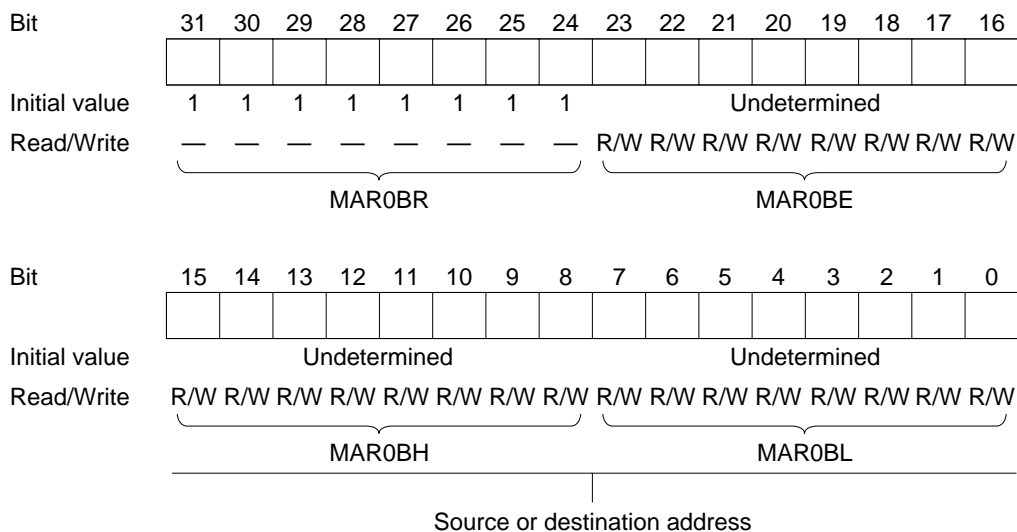 Bit 31 30 29 28 27 26 25 24 23 22 21 20 19 18 17 16
Initial value 1 1 1 1 1 1 1 1 Undetermined
Read/Write — — — — — — — — R/W R/W R/W R/W R/W R/W R/W R/W
MAR0BR MAR0BE
Bit 15 14 13 12 11 10 9 8 7 6 5 4 3 2 1 0
Initial value Undetermined Undetermined
Read/Write R/W R/W R/W R/W R/W R/W R/W R/W R/W R/W R/W R/W R/W R/W R/W R/W
MAR0BH MAR0BL
Source or destination address